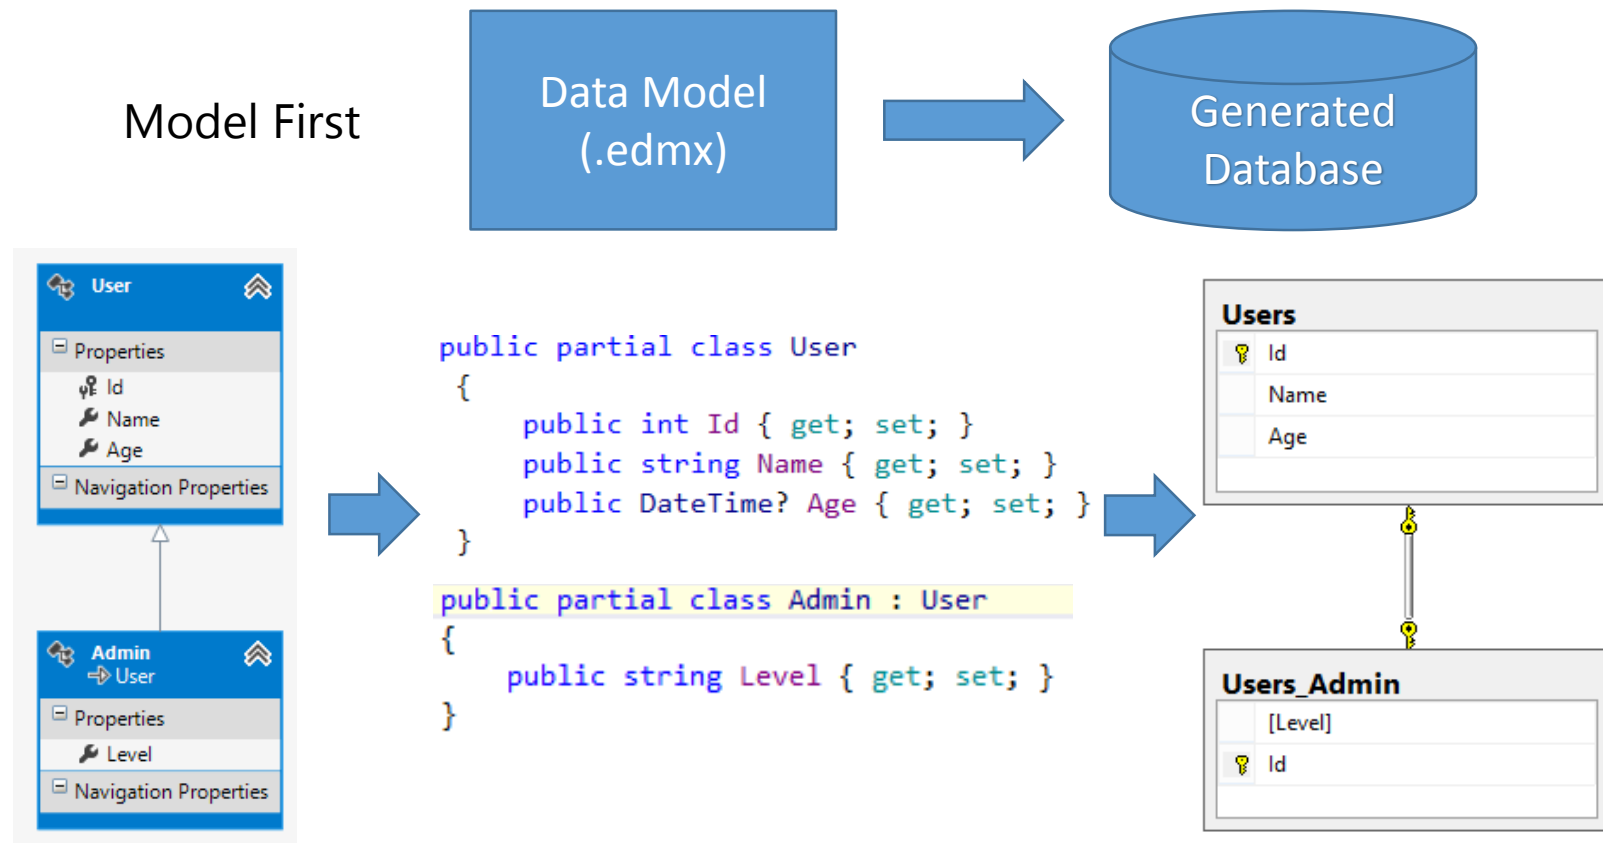 Model First
Data Model
(.edmx)
Generated
Database
User
Properties
Id
Name
Age
Navigation Properties
Admin
User
Properties
Level
Navigation Properties
public partial class User
{
public int Id { get; set; }
public string Name { get; set; }
public DateTime? Age { get; set; }
}
public partial class Admin : User
{
public string Level { get; set; }
}
Users
Id
Name
Age
Users_Admin
[Level]
Id